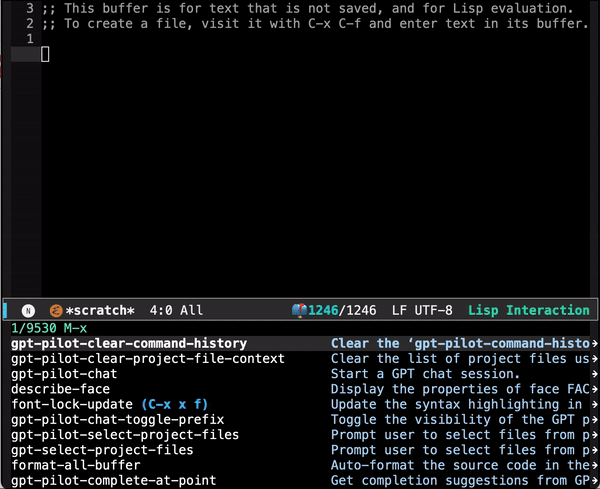 3 ;; This buffer is for text that is not saved, and for Lisp evaluation.
2 ;; To create a file, visit it with C-x C-f and enter text in its buffer.
1
N *scratch* 4:0 All 1246/1246 LF UTF-8 Lisp Interaction
1/9530 M-x
gpt-pilot-clear-command-history Clear the ‘gpt-pilot-command-histo
gpt-pilot-clear-project-file-context Clear the list of project files us
gpt-pilot-chat Start a GPT chat session.
describe-face Display the properties of face FAC
font-lock-update (C-x x f) Update the syntax highlighting in
gpt-pilot-chat-toggle-prefix Toggle the visibility of the GPT p
gpt-pilot-select-project-files Prompt user to select files from p
gpt-select-project-files Prompt user to select files from p
format-all-buffer Auto-format the source code in the
gpt-pilot-complete-at-point Get completion suggestions from GP